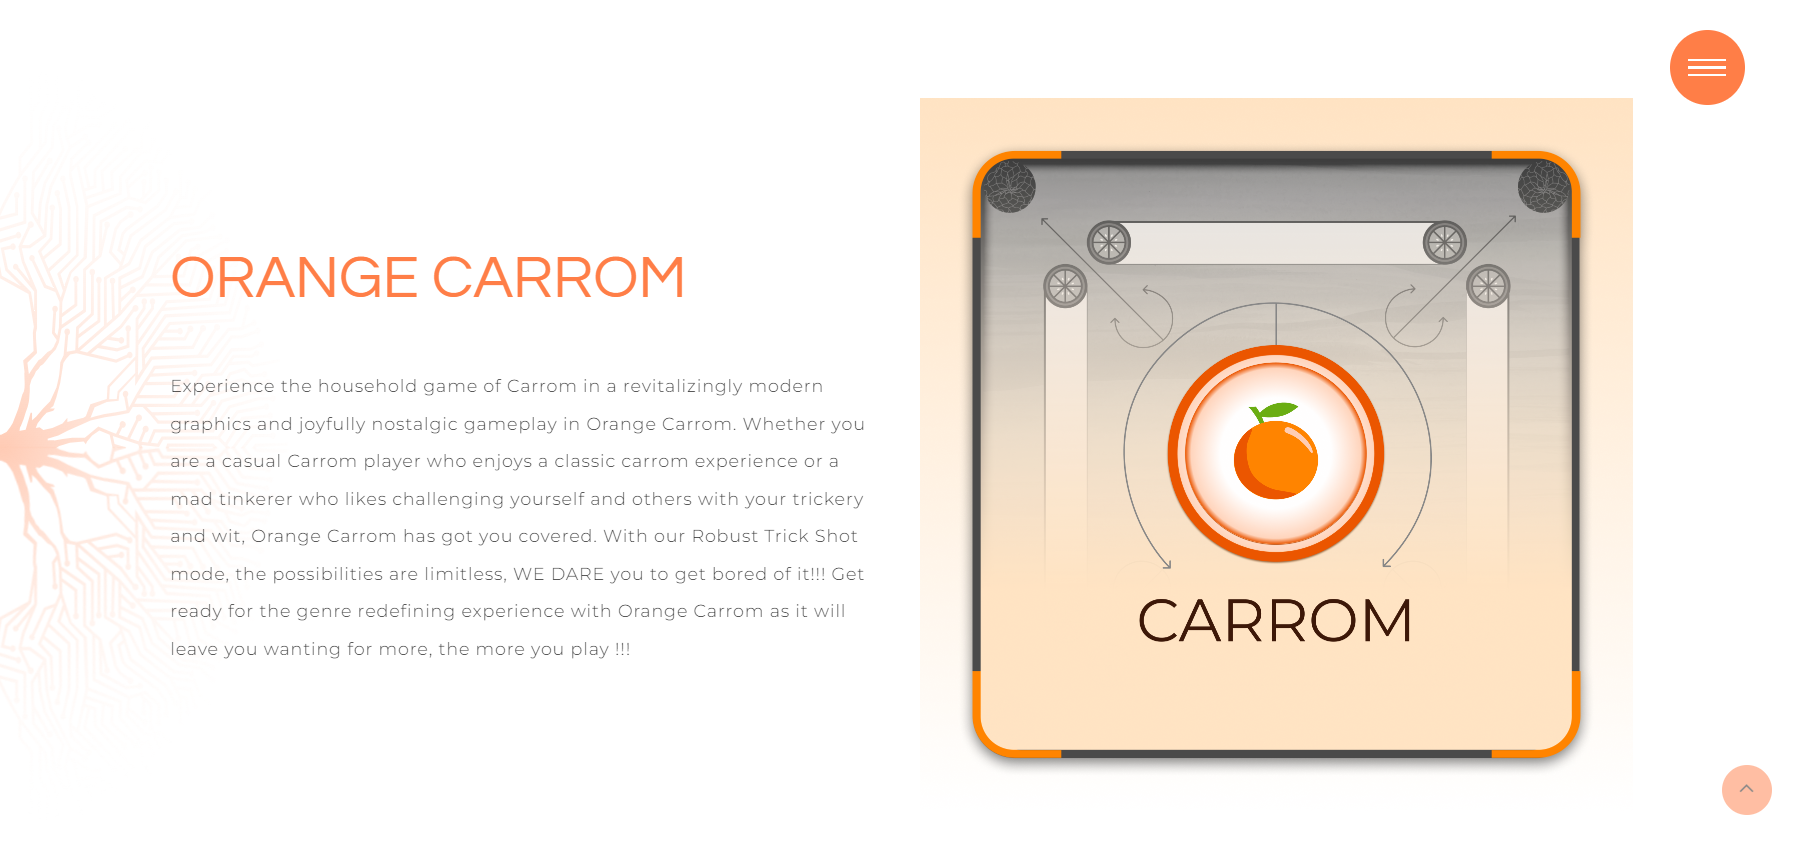 ORANGE CARROM
Experience the household game of Carrom in a revitalizingly modern
graphics and joyfully nostalgic gameplay in Orange Carrom. Whether you
are a casual Carrom player who enjoys a classic carrom experience or a
mad tinkerer who likes challenging yourself and others with your trickery
and wit, Orange Carrom has got you covered. With our Robust Trick Shot
mode, the possibilities are limitless, WE DARE you to get bored of it!!! Get
ready for the genre redefining experience with Orange Carrom as it will
leave you wanting for more, the more you play !!!
CARROM